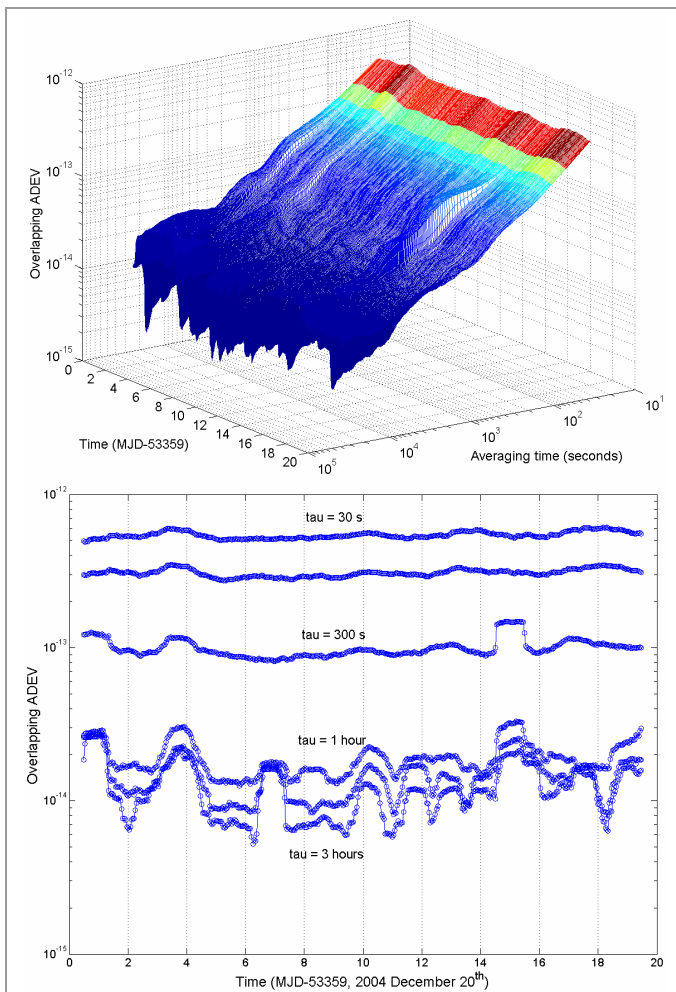 10^-12
10^-13
10^-14
10^-15
Overlapping ADEV
0
2
4
6
8
10
12
14
16
18
20
Time (MJD-53359)
10^5
10^4
10^3
10^2
10^1
Averaging time (seconds)
10^-12
10^-13
10^-14
10^-15
Overlapping ADEV
tau = 30 s
tau = 300 s
tau = 1 hour
tau = 3 hours
0 2 4 6 8 10 12 14 16 18 20
Time (MJD-53359, 2004 December 20th)